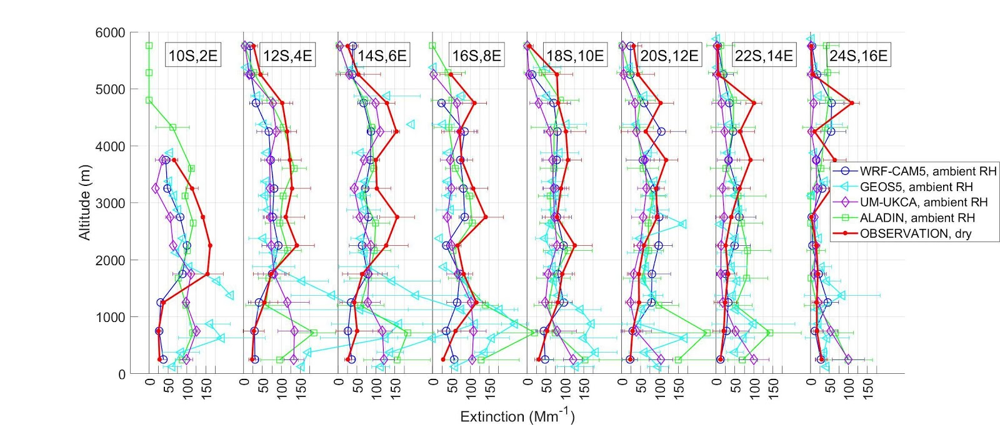 6000
5000
4000
3000
2000
1000
0
Altitude (m)
10S,2E
12S,4E
14S,6E
16S,8E
18S,10E
20S,12E
22S,14E
24S,16E
WRF-CAM5, ambient RH
GEOS5, ambient RH
UM-UKCA, ambient RH
ALADIN, ambient RH
OBSERVATION, dry
0 50 100 150 0 50 100 150 0 50 100 150 0 50 100 150 0 50 100 150 0 50 100 150 0 50 100 150 0 50 100 150
Extinction (Mm⁻¹)